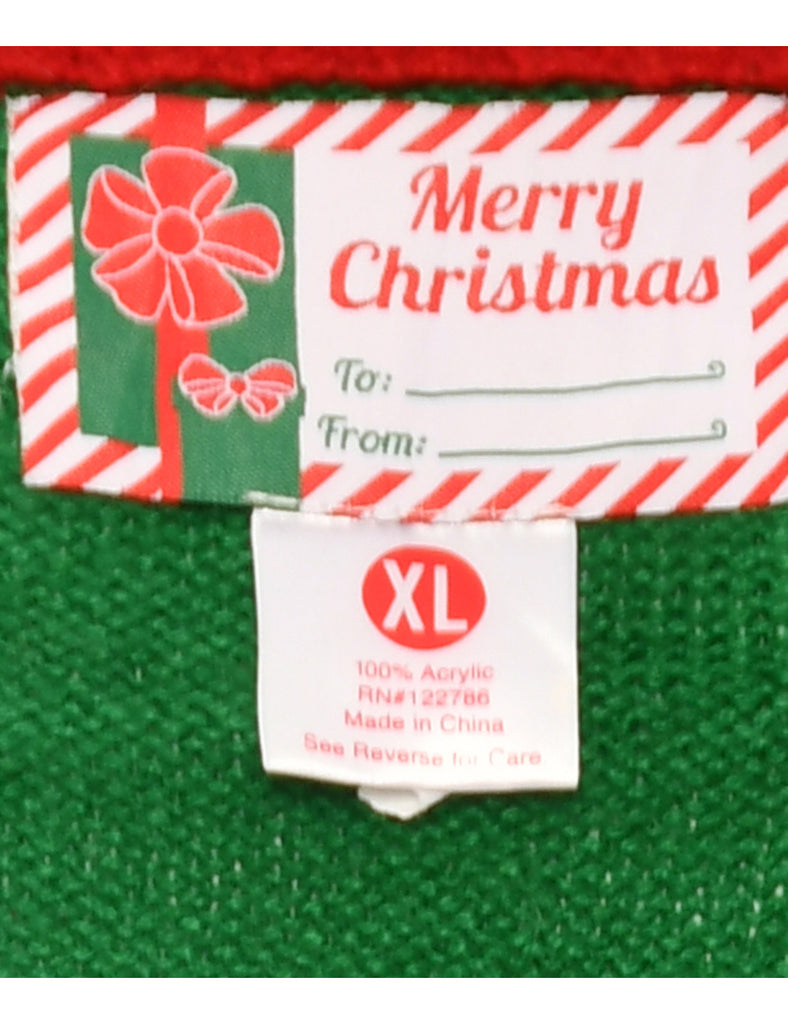 Merry
Christmas
To:
From:
XL
100% Acrylic
RN#122786
Made in China
See Reverse for Care